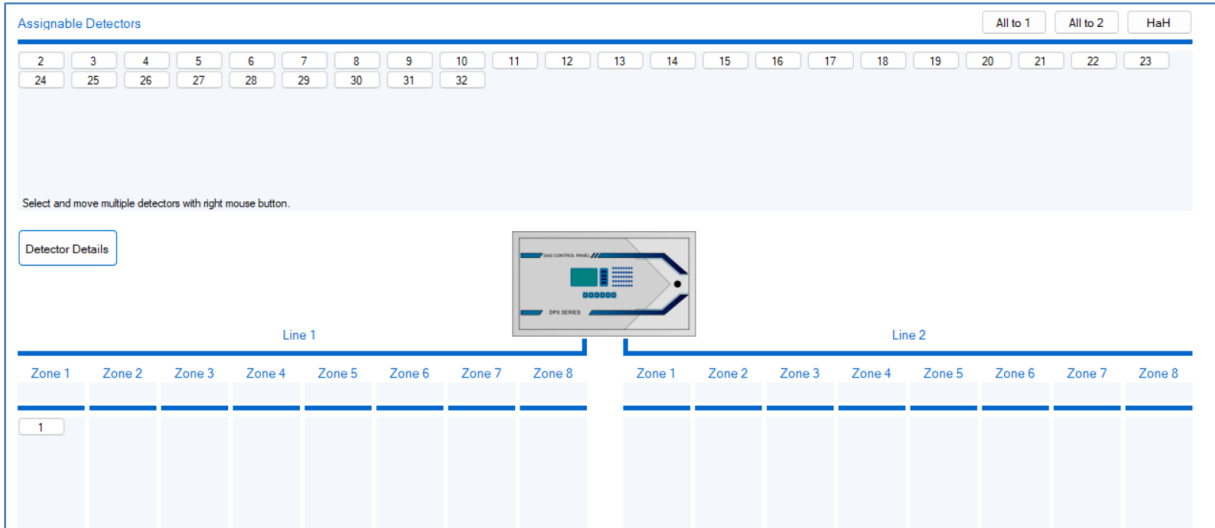 Assignable Detectors All to 1 All to 2 HaH
2 3 4 5 6 7 8 9 10 11 12 13 14 15 16 17 18 19 20 21 22 23
24 25 26 27 28 29 30 31 32
Select and move multiple detectors with right mouse button.
Detector Details
GAS CONTROL PANEL
DPX SERIES
Line 1 Line 2
Zone 1 Zone 2 Zone 3 Zone 4 Zone 5 Zone 6 Zone 7 Zone 8 Zone 1 Zone 2 Zone 3 Zone 4 Zone 5 Zone 6 Zone 7 Zone 8
1